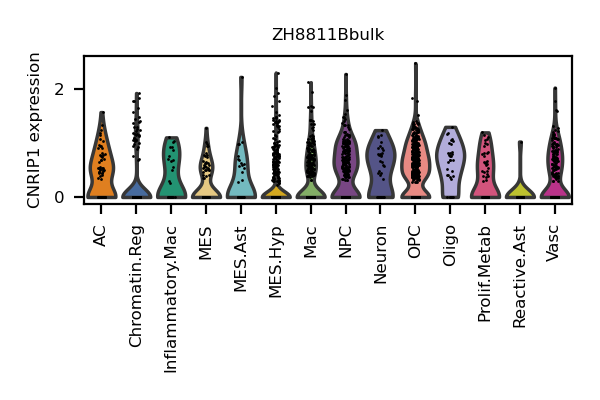 ZH8811Bbulk
CNRIP1 expression
2
0
AC
Chromatin.Reg
Inflammatory.Mac
MES
MES.Ast
MES.Hyp
Mac
NPC
Neuron
OPC
Oligo
Prolif.Metab
Reactive.Ast
Vasc